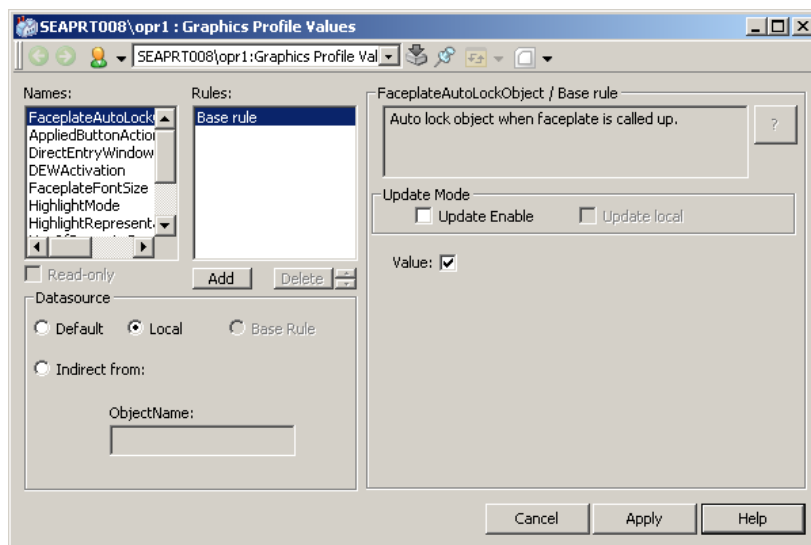 SEAPRT008\opr1 : Graphics Profile Values
SEAPRT008\opr1:Graphics Profile Val
Names:
FaceplateAutoLock
AppliedButtonAction
DirectEntryWindow
DEWActivation
FaceplateFontSize
HighlightMode
HighlightRepresent
Rules:
Base rule
Read-only
Add
Delete
Datasource
Default
Local
Base Rule
Indirect from:
ObjectName:
FaceplateAutoLockObject / Base rule
Auto lock object when faceplate is called up.
?
Update Mode
Update Enable
Update local
Value:
Cancel
Apply
Help